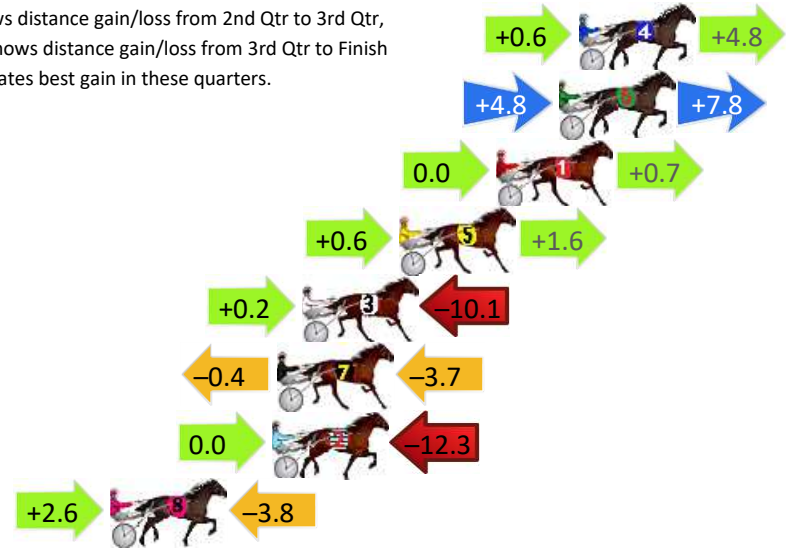 ws distance gain/loss from 2nd Qtr to 3rd Qtr,
hows distance gain/loss from 3rd Qtr to Finish
ates best gain in these quarters.
+0.6 4 +4.8
+4.8 6 +7.8
0.0 1 +0.7
+0.6 5 +1.6
+0.2 3 –10.1
–0.4 7 –3.7
0.0 2 –12.3
+2.6 8 –3.8